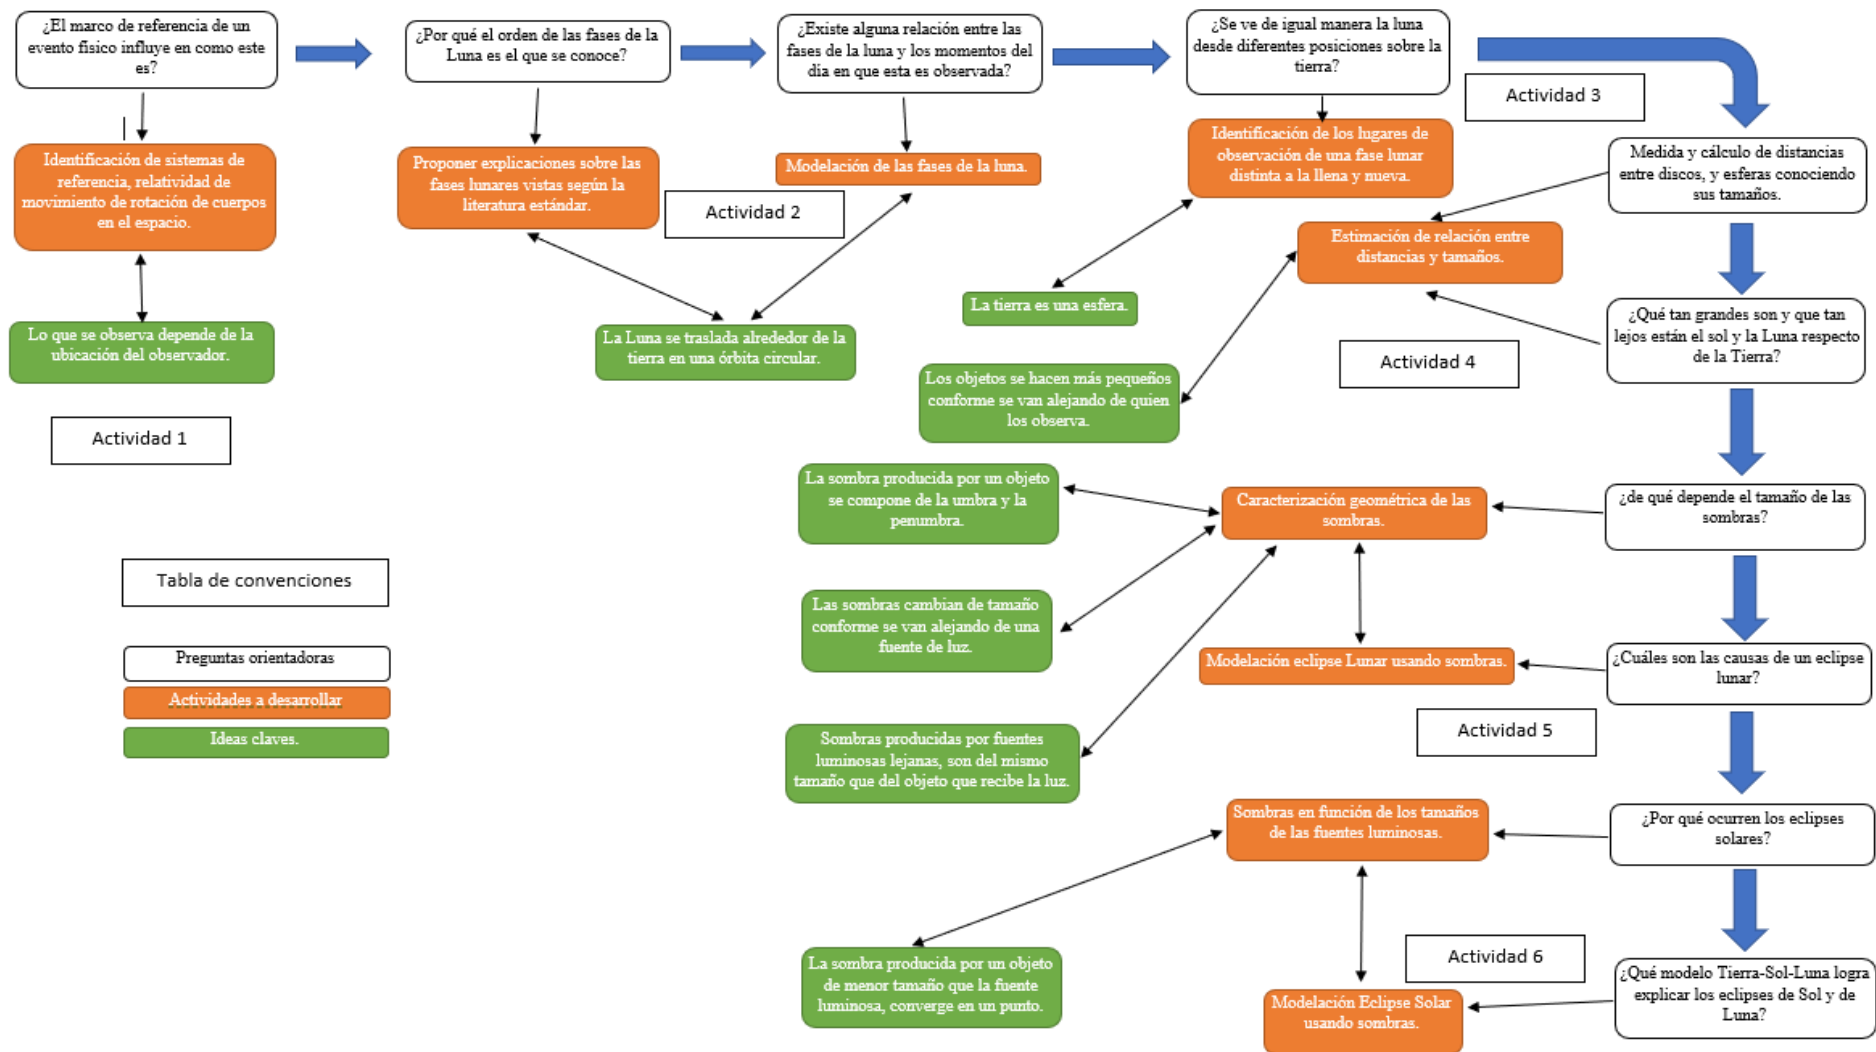 ¿El marco de referencia de un
evento físico influye en como este
es?
¿Por qué el orden de las fases de la
Luna es el que se conoce?
¿Existe alguna relación entre las
fases de la luna y los momentos del
día en que esta es observada?
¿Se ve de igual manera la luna
desde diferentes posiciones sobre la
tierra?
Actividad 3
Identificación de sistemas de
referencia, relatividad de
movimiento de rotación de cuerpos
en el espacio.
Proponer explicaciones sobre las
fases lunares vistas según la
literatura estándar.
Modelación de las fases de la luna.
Actividad 2
Identificación de los lugares de
observación de una fase lunar
distinta a la llena y nueva.
Medida y cálculo de distancias
entre discos, y esferas conociendo
sus tamaños.
Estimación de relación entre
distancias y tamaños.
Lo que se observa depende de la
ubicación del observador.
La Luna se traslada alrededor de la
tierra en una órbita circular.
La tierra es una esfera.
¿Qué tan grandes son y que tan
lejos están el sol y la Luna respecto
de la Tierra?
Actividad 4
Los objetos se hacen más pequeños
conforme se van alejando de quien
los observa.
Actividad 1
La sombra producida por un objeto
se compone de la umbra y la
penumbra.
Caracterización geométrica de las
sombras.
¿de qué depende el tamaño de las
sombras?
Tabla de convenciones
Preguntas orientadoras
Actividades a desarrollar
Ideas claves.
Las sombras cambian de tamaño
conforme se van alejando de una
fuente de luz.
Modelación eclipse Lunar usando sombras.
¿Cuáles son las causas de un eclipse
lunar?
Actividad 5
Sombras producidas por fuentes
luminosas lejanas, son del mismo
tamaño que del objeto que recibe la luz.
Sombras en función de los tamaños
de las fuentes luminosas.
¿Por qué ocurren los eclipses
solares?
Actividad 6
La sombra producida por un objeto
de menor tamaño que la fuente
luminosa, converge en un punto.
Modelación Eclipse Solar
usando sombras.
¿Qué modelo Tierra-Sol-Luna logra
explicar los eclipses de Sol y de
Luna?